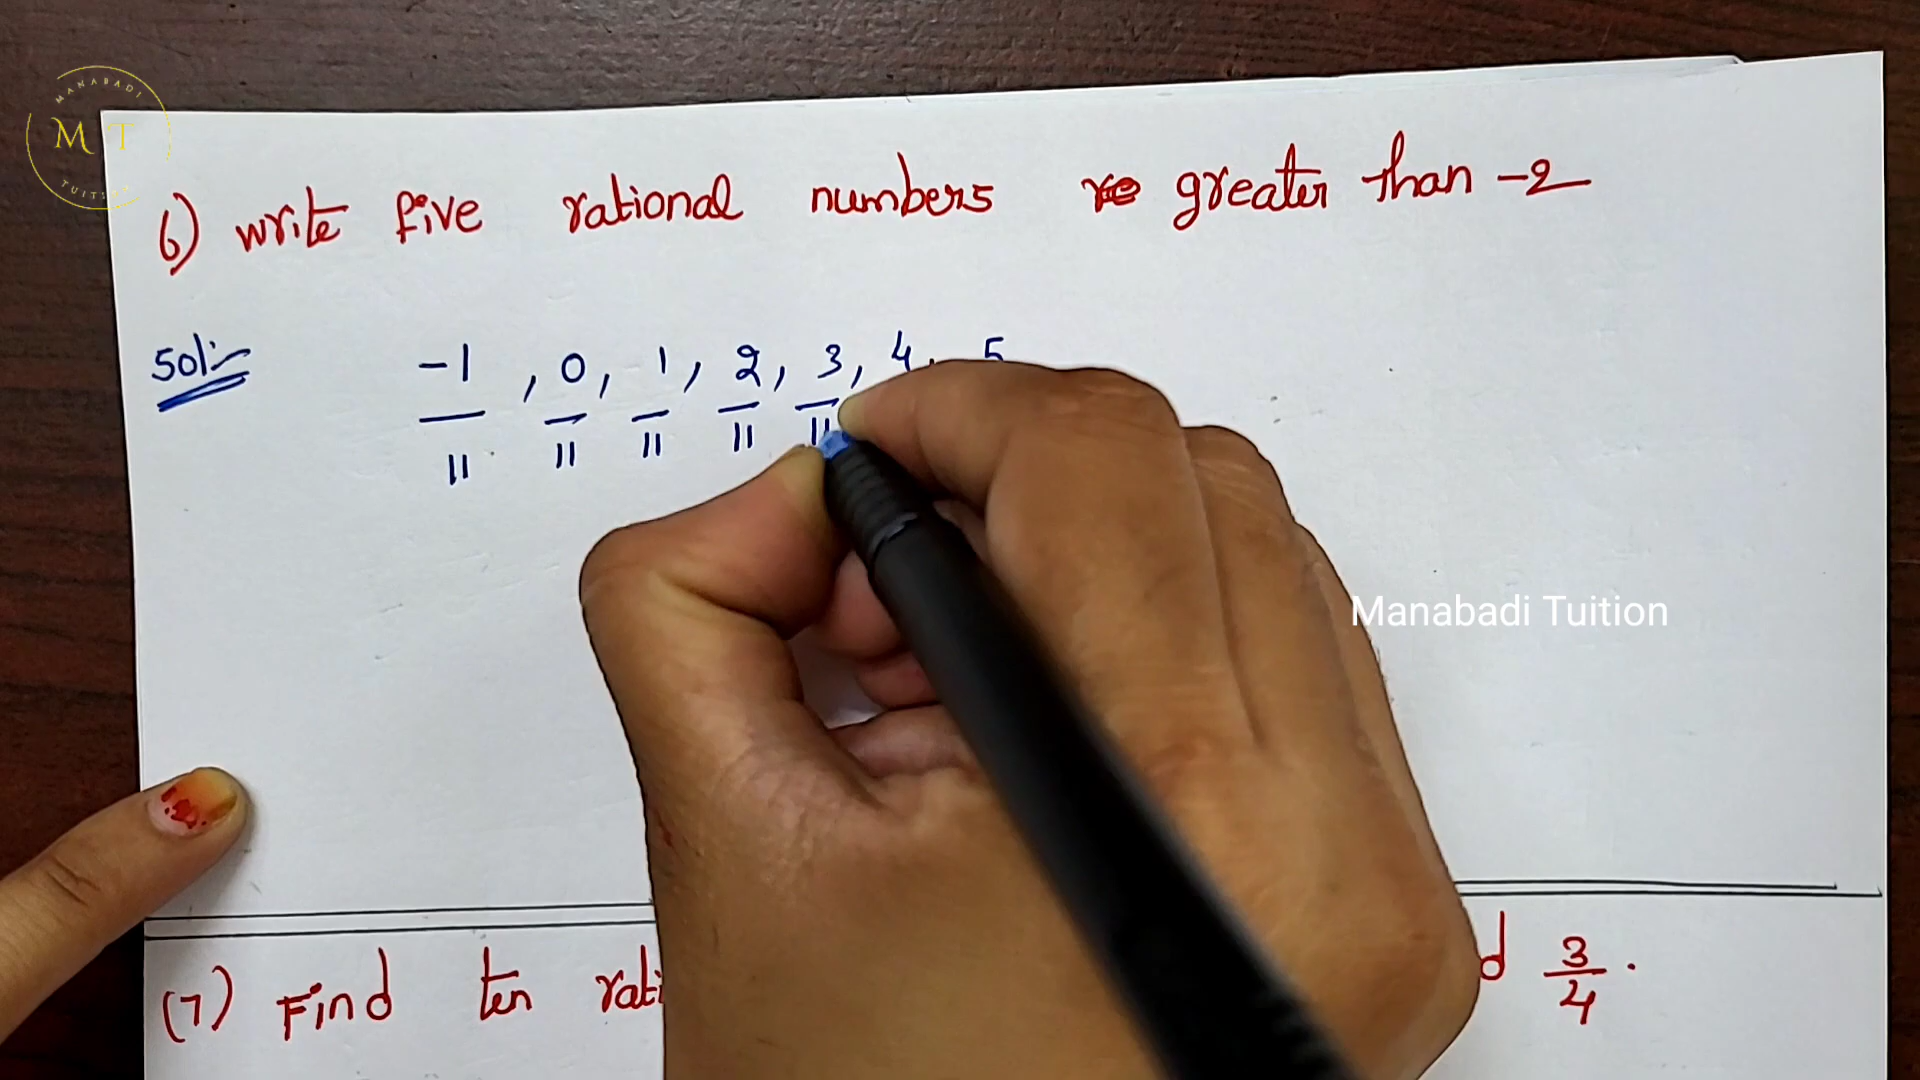 MANABADI
M T
6) write five rational numbers greater than -2
Sol:- -1/11 , 0/11 , 1/11 , 2/11 , 3/11 , 4 , 5
Manabadi Tuition
(7) Find ten 3/4 .